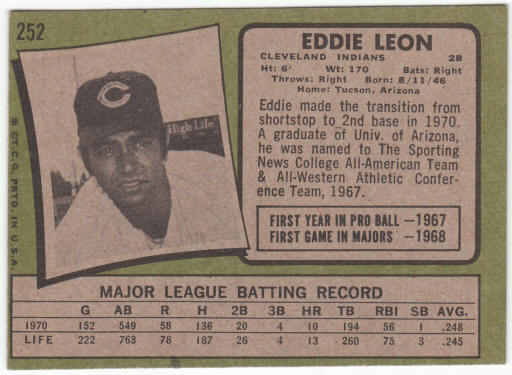 252
EDDIE LEON
CLEVELAND INDIANS 2B
Ht: 6' Wt: 170 Bats: Right
Throws: Right Born: 8/11/46
Home: Tucson, Arizona
Eddie made the transition from
shortstop to 2nd base in 1970.
A graduate of Univ. of Arizona,
he was named to The Sporting
News College All-American Team
& All-Western Athletic Confer-
ence Team, 1967.
FIRST YEAR IN PRO BALL —1967
FIRST GAME IN MAJORS —1968
C
High Life
* ©T.C.G. PRTD. IN U.S.A.
MAJOR LEAGUE BATTING RECORD
G AB R H 2B 3B HR TB RBI SB AVG.
1970 152 549 58 136 20 4 10 194 56 1 .248
LIFE 222 763 78 187 26 4 13 260 75 3 .245